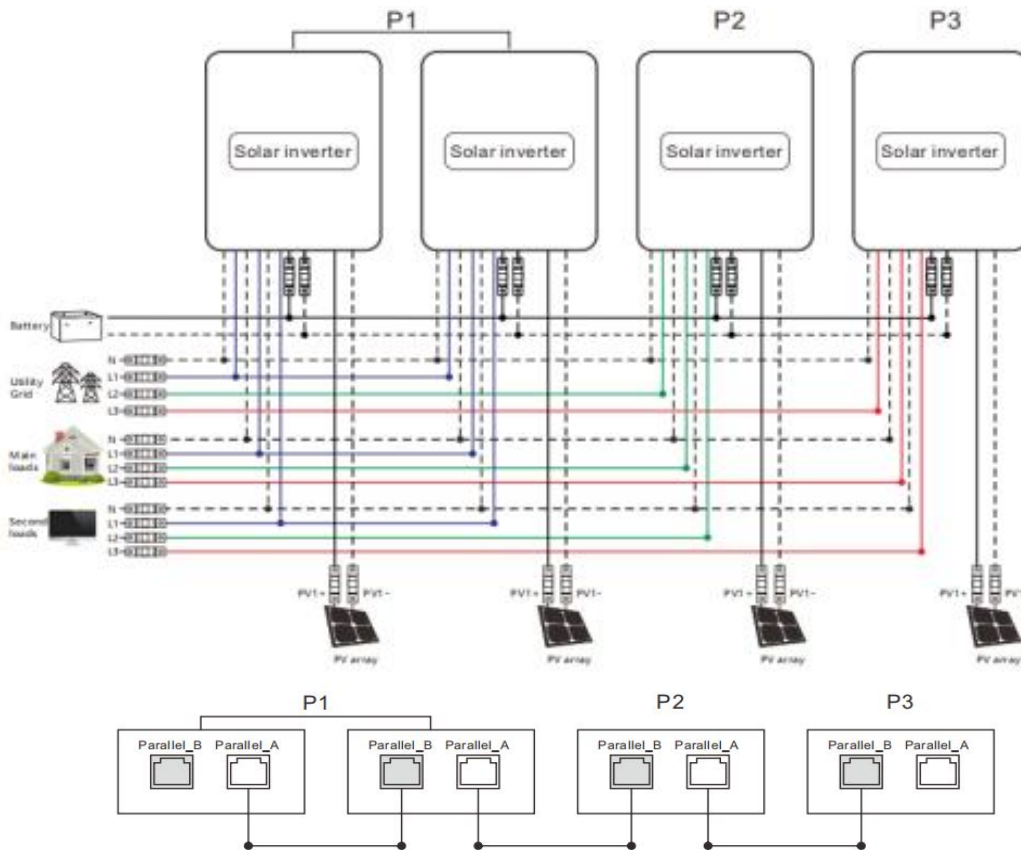 P1 P2 P3
Solar inverter Solar inverter Solar inverter Solar inverter
Battery
N
Utility L1
Grid L2
L3
N
Main L1
loads L2
L3
N
Second L1
loads L2
L3
PV1+ PV1- PV1+ PV1- PV1+ PV1- PV1+ PV1
PV array PV array PV array PV array
P1 P2 P3
Parallel_B Parallel_A Parallel_B Parallel_A Parallel_B Parallel_A Parallel_B Parallel_A